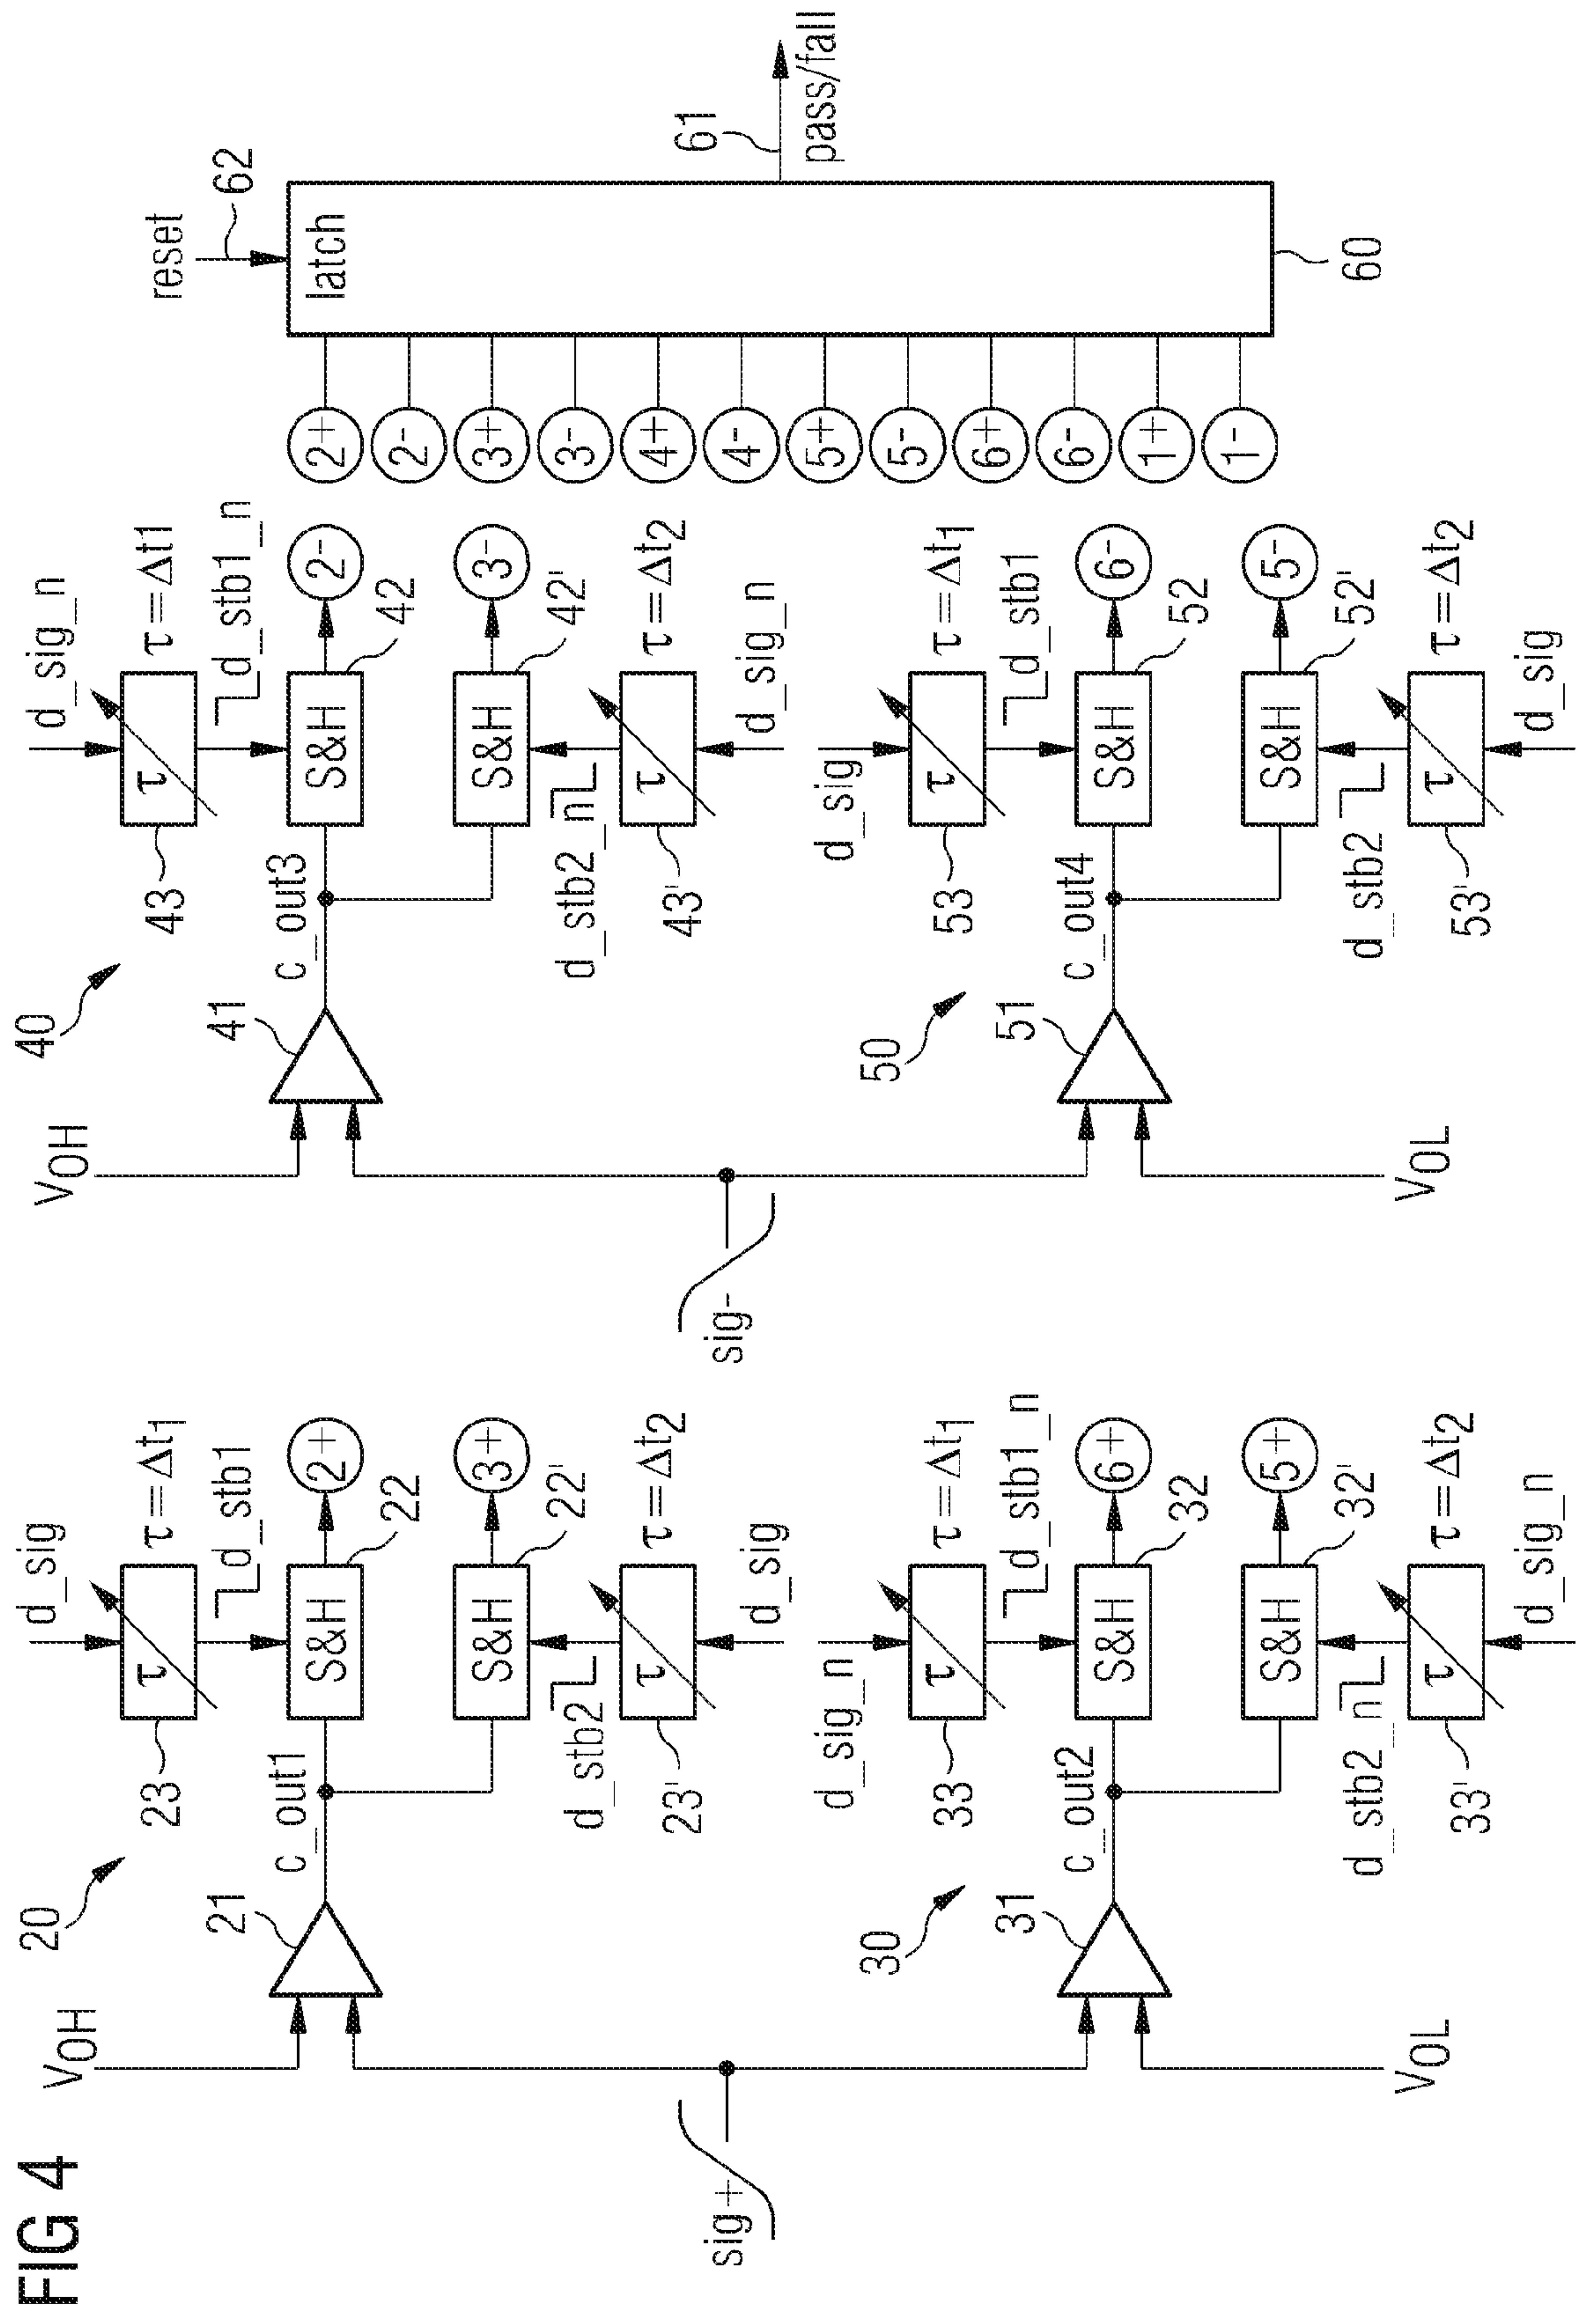 FIG 4
VOH
sig+
VOL
20
21
c_out1
23
d_sig
τ
τ=Δt1
d_stb1
S&H
22
2+
S&H
22'
3+
d_stb2
23'
τ
τ=Δt2
d_sig
30
31
c_out2
33
d_sig_n
τ
τ=Δt1
d_stb1_n
S&H
32
6+
S&H
32'
5+
d_stb2_n
33'
τ
τ=Δt2
d_sig_n
VOH
sig-
VOL
40
41
c_out3
43
d_sig_n
τ
τ=Δt1
d_stb1_n
S&H
42
2-
S&H
42'
3-
d_stb2_n
43'
τ
τ=Δt2
d_sig_n
50
51
c_out4
53
d_sig
τ
τ=Δt1
d_stb1
S&H
52
6-
S&H
52'
5-
d_stb2
53'
τ
τ=Δt2
d_sig
2+
2-
3+
3-
4+
4-
5+
5-
6+
6-
1+
1-
reset
62
latch
60
61
pass/fail